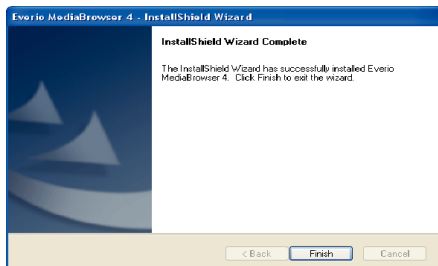 Everio MediaBrowser 4 - InstallShield Wizard
InstallShield Wizard Complete
The InstallShield Wizard has successfully installed Everio
MediaBrowser 4. Click Finish to exit the wizard.
< Back Finish Cancel